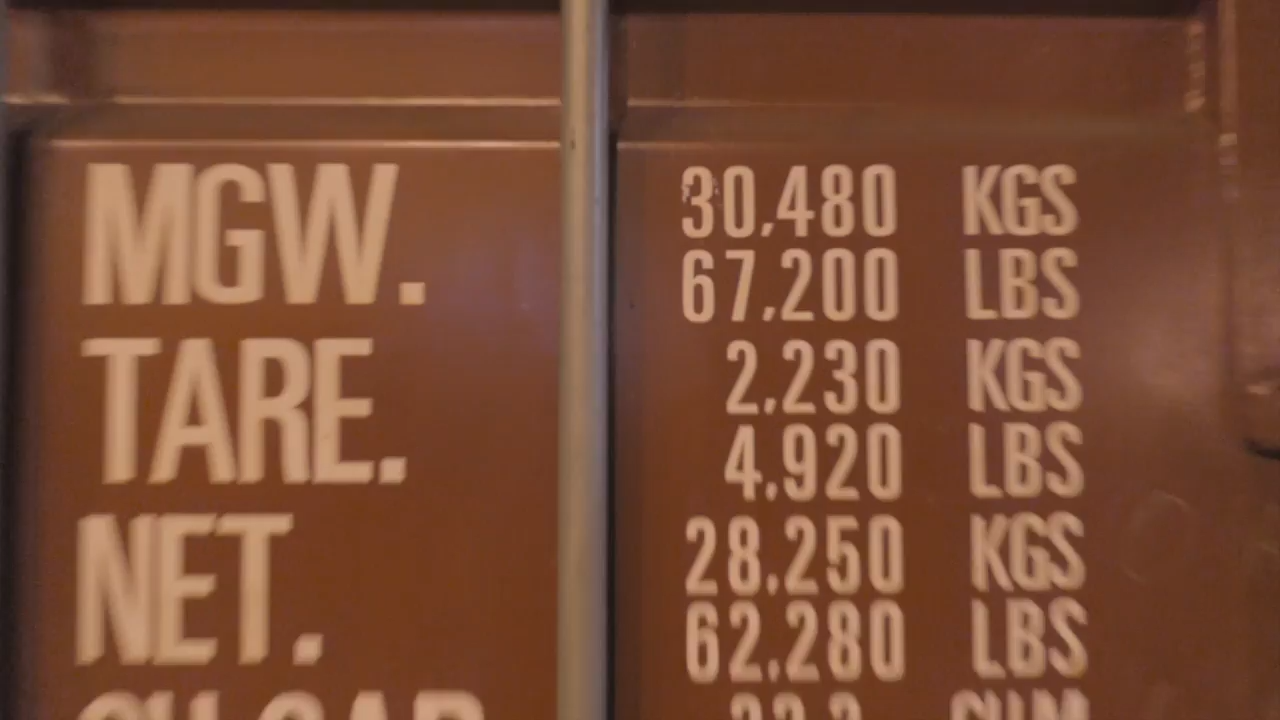 MGW. 30,480 KGS
67,200 LBS
TARE. 2,230 KGS
4,920 LBS
NET. 28,250 KGS
62,280 LBS